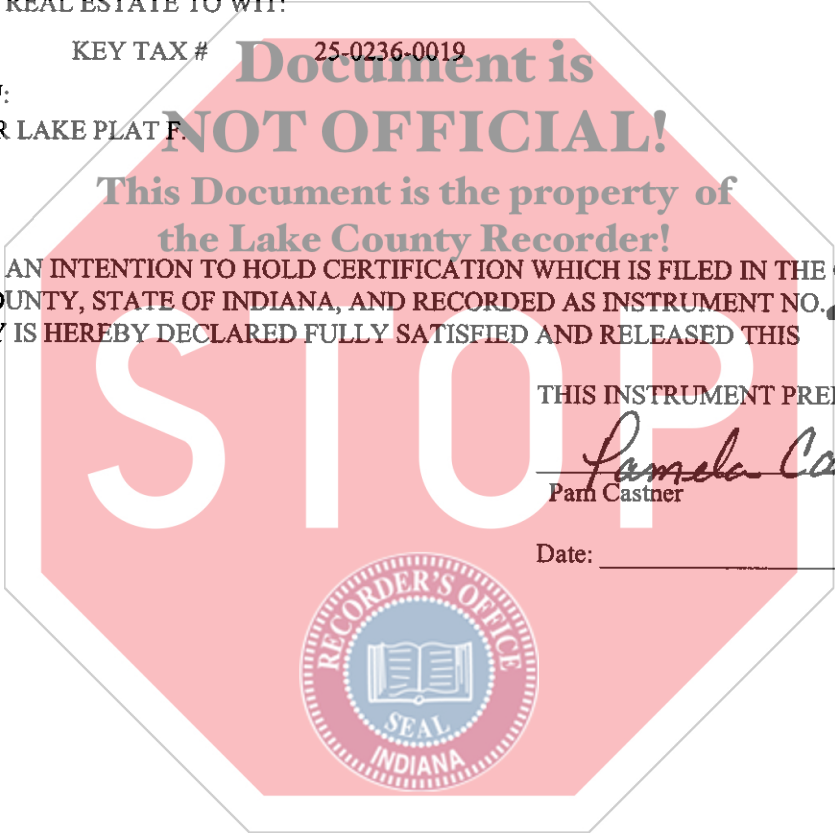 REAL ESTATE TO WIT:
KEY TAX # 25-0236-0019
Document is
R LAKE PLAT F.
NOT OFFICIAL!
This Document is the property of
the Lake County Recorder!
AN INTENTION TO HOLD CERTIFICATION WHICH IS FILED IN THE
OUNTY, STATE OF INDIANA, AND RECORDED AS INSTRUMENT NO.
Y IS HEREBY DECLARED FULLY SATISFIED AND RELEASED THIS
STOP
THIS INSTRUMENT PREI
Pamela Ca
Pam Castner
Date:
RECORDER'S OFFICE
SEAL
INDIANA